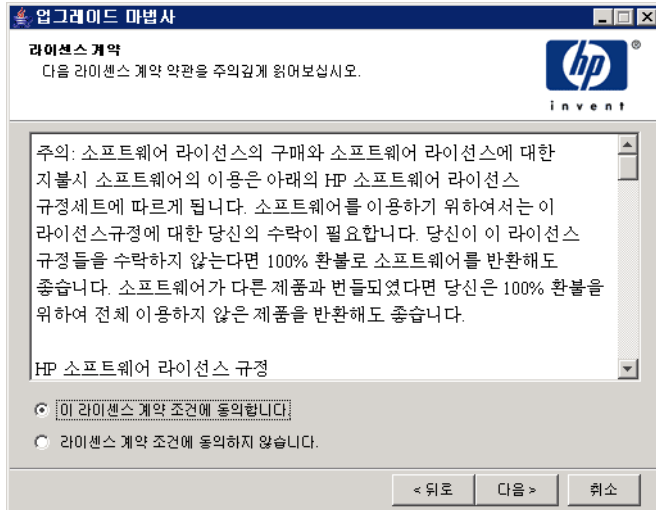 업그레이드 마법사
라이센스 계약
다음 라이센스 계약 약관을 주의깊게 읽어보십시오.
hp
®
invent
주의: 소프트웨어 라이선스의 구매와 소프트웨어 라이선스에 대한
지불시 소프트웨어의 이용은 아래의 HP 소프트웨어 라이선스
규정세트에 따르게 됩니다. 소프트웨어를 이용하기 위하여서는 이
라이선스규정에 대한 당신의 수락이 필요합니다. 당신이 이 라이선스
규정들을 수락하지 않는다면 100% 환불로 소프트웨어를 반환해도
좋습니다. 소프트웨어가 다른 제품과 번들되였다면 당신은 100% 환불을
위하여 전체 이용하지 않은 제품을 반환해도 좋습니다.
HP 소프트웨어 라이선스 규정
이 라이센스 계약 조건에 동의합니다.
라이센스 계약 조건에 동의하지 않습니다.
< 뒤로 다음 > 취소